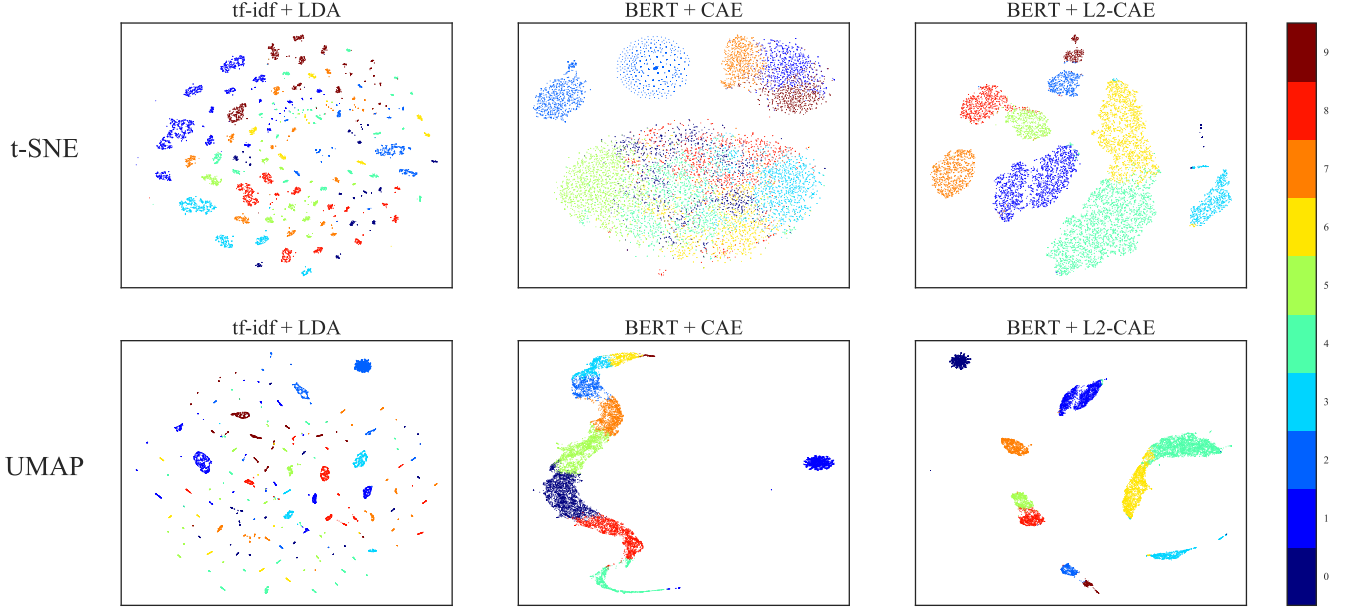 tf-idf + LDA
BERT + CAE
BERT + L2-CAE
t-SNE
tf-idf + LDA
BERT + CAE
BERT + L2-CAE
UMAP
9
8
7
6
5
4
3
2
1
0